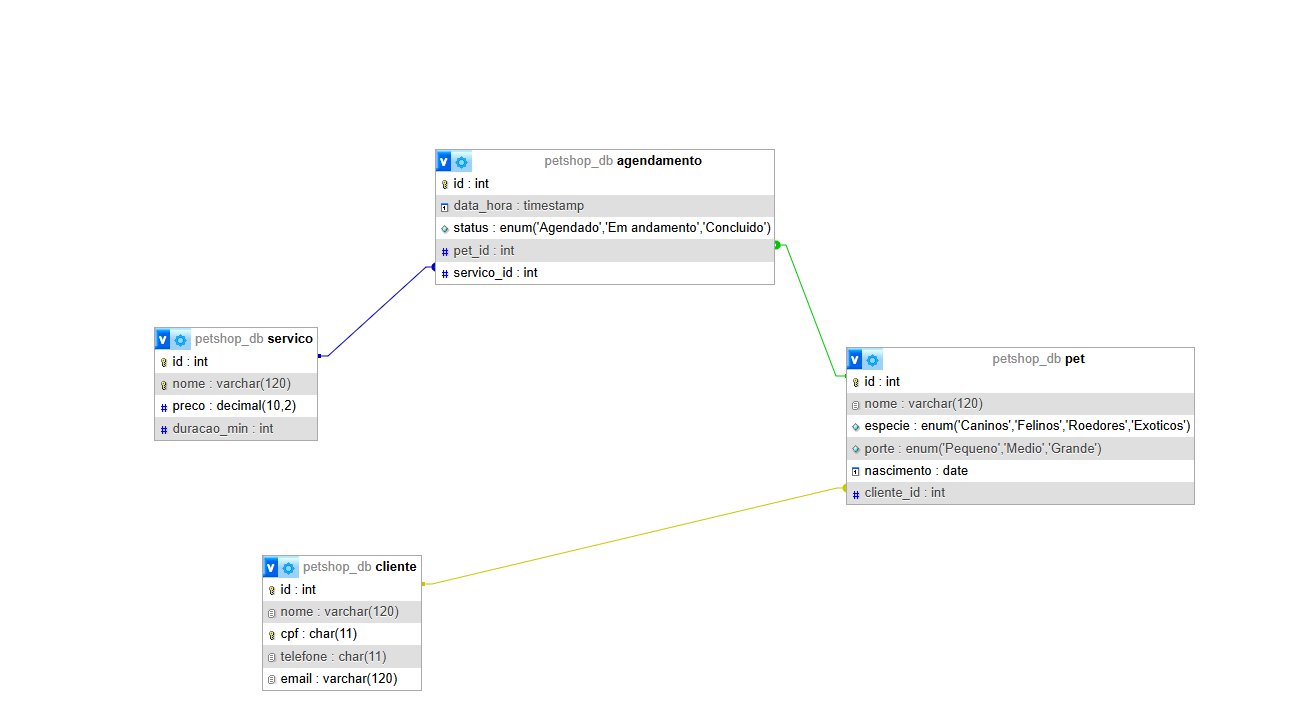 v petshop_db agendamento
id : int
data_hora : timestamp
status : enum('Agendado','Em andamento','Concluido')
pet_id : int
servico_id : int
v petshop_db servico
id : int
nome : varchar(120)
preco : decimal(10,2)
duracao_min : int
v petshop_db pet
id : int
nome : varchar(120)
especie : enum('Caninos','Felinos','Roedores','Exoticos')
porte : enum('Pequeno','Medio','Grande')
nascimento : date
cliente_id : int
v petshop_db cliente
id : int
nome : varchar(120)
cpf : char(11)
telefone : char(11)
email : varchar(120)